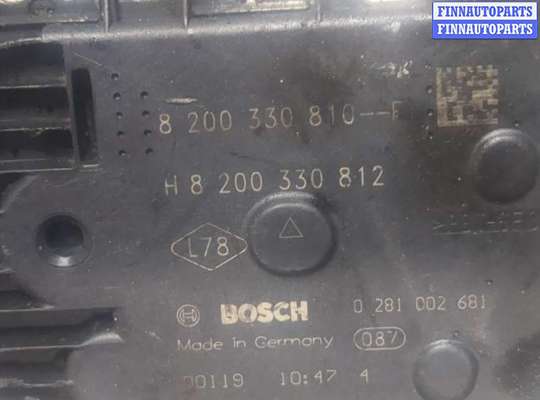 FINNAUTOPARTS
FINNAUTOPARTS
8 200 330 810--
H 8 200 330 812
L78
BOSCH 0 281 002 681
Made in Germany 087
00119 10:47 4